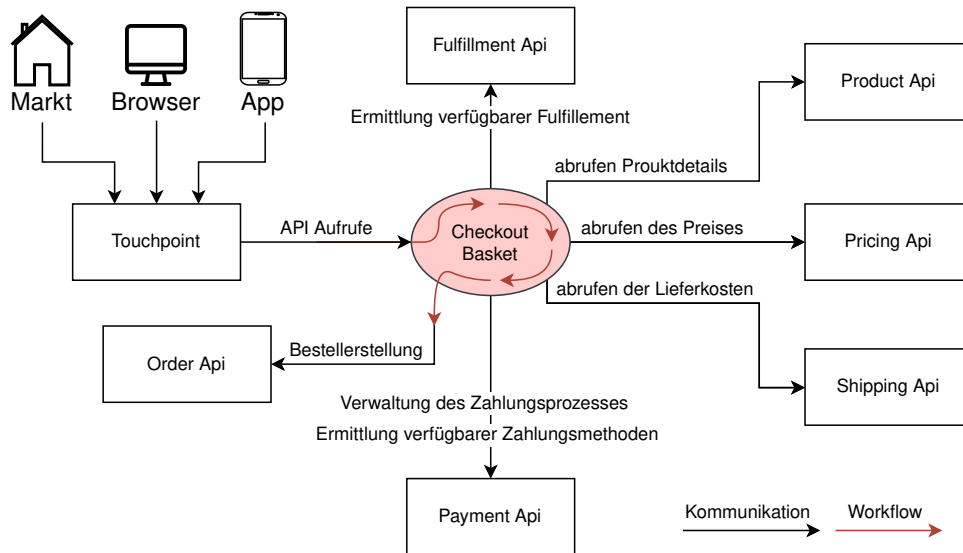 Fulfillment Api
Product Api
Markt
Browser
App
Ermittlung verfügbarer Fulfillement
abrufen Prouktdetails
Touchpoint
API Aufrufe
Checkout
Basket
abrufen des Preises
Pricing Api
abrufen der Lieferkosten
Order Api
Bestellerstellung
Shipping Api
Verwaltung des Zahlungsprozesses
Ermittlung verfügbarer Zahlungsmethoden
Payment Api
Kommunikation
Workflow